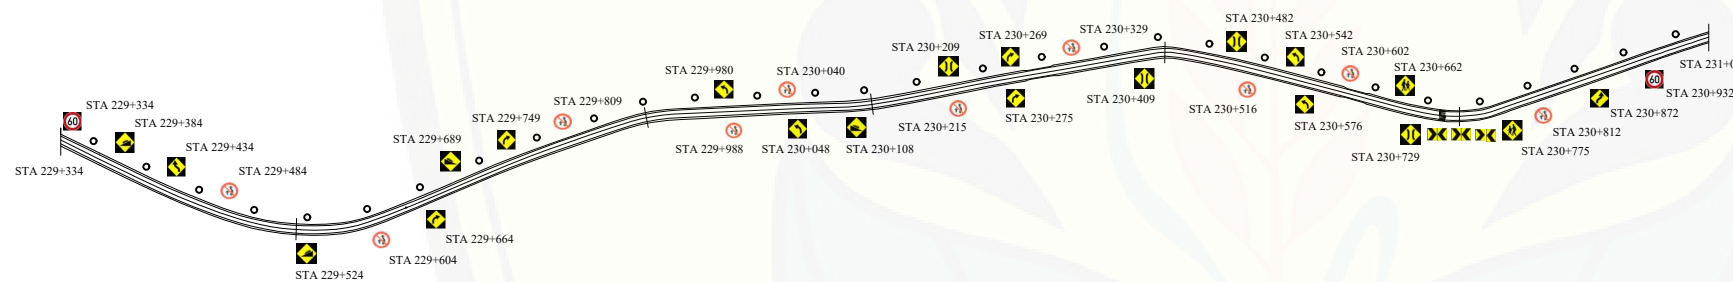 STA 229+334
60
STA 229+334
STA 229+384
STA 229+434
STA 229+484
STA 229+524
STA 229+604
STA 229+664
STA 229+689
STA 229+749
STA 229+809
STA 229+980
STA 229+988
STA 230+040
STA 230+048
STA 230+108
STA 230+209
STA 230+215
STA 230+269
STA 230+275
STA 230+329
STA 230+409
STA 230+482
STA 230+516
STA 230+542
STA 230+576
STA 230+602
STA 230+662
STA 230+729
STA 230+775
STA 230+812
STA 230+872
60
STA 230+932
STA 231+0